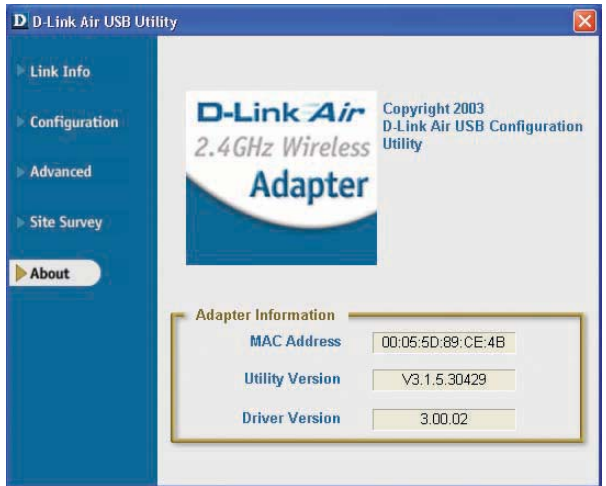 D D-Link Air USB Utility
Link Info
Configuration
Advanced
Site Survey
About
D-Link Air
2.4GHz Wireless
Adapter
Copyright 2003
D-Link Air USB Configuration
Utility
Adapter Information
MAC Address 00:05:5D:89:CE:4B
Utility Version V3.1.5.30429
Driver Version 3.00.02